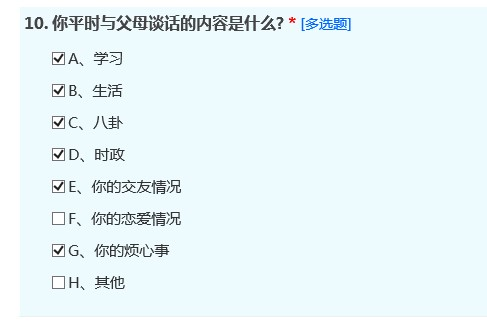 10. 你平时与父母谈话的内容是什么? * [多选题]
A、学习
B、生活
C、八卦
D、时政
E、你的交友情况
F、你的恋爱情况
G、你的烦心事
H、其他